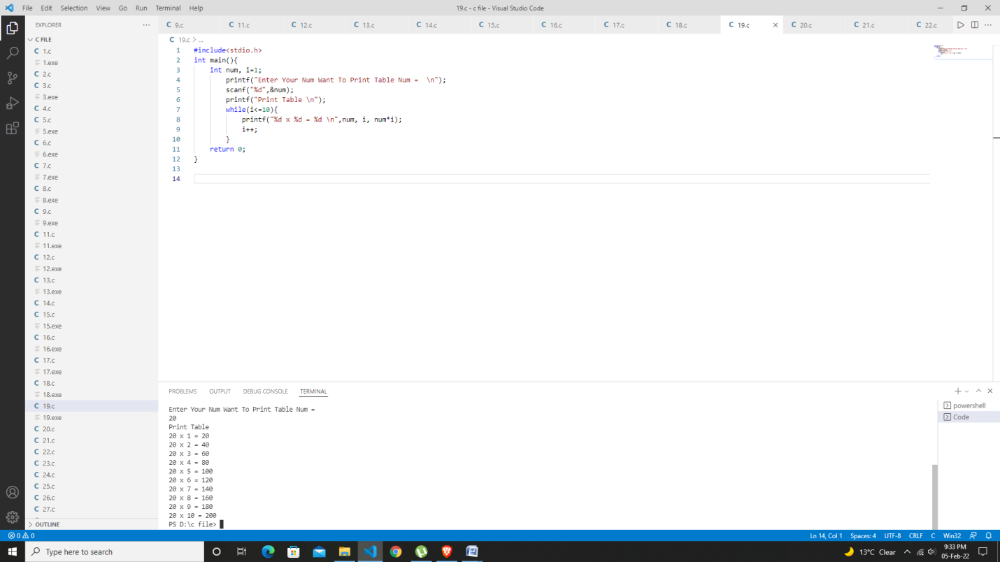 File Edit Selection View Go Run Terminal Help
19.c - c file - Visual Studio Code
EXPLORER
C FILE
1.c
1.exe
2.c
3.c
3.exe
4.c
5.c
5.exe
6.c
6.exe
7.c
7.exe
8.c
8.exe
9.c
9.exe
11.c
11.exe
12.c
12.exe
13.c
13.exe
14.c
15.c
15.exe
16.c
16.exe
17.c
17.exe
18.c
18.exe
19.c
19.exe
20.c
21.c
22.c
23.c
24.c
25.c
26.c
27.c
OUTLINE
9.c 11.c 12.c 13.c 14.c 15.c 16.c 17.c 18.c 19.c 20.c 21.c 22.c
19.c > ...
1 #include<stdio.h>
2 int main(){
3 int num, i=1;
4 printf("Enter Your Num Want To Print Table Num =  \n");
5 scanf("%d",&num);
6 printf("Print Table \n");
7 while(i<=10){
8 printf("%d x %d = %d \n",num, i, num*i);
9 i++;
10 }
11 return 0;
12 }
13
14
PROBLEMS OUTPUT DEBUG CONSOLE TERMINAL
Enter Your Num Want To Print Table Num =
20
Print Table
20 x 1 = 20
20 x 2 = 40
20 x 3 = 60
20 x 4 = 80
20 x 5 = 100
20 x 6 = 120
20 x 7 = 140
20 x 8 = 160
20 x 9 = 180
20 x 10 = 200
PS D:\c file>
powershell
Code
0 0
Ln 14, Col 1 Spaces: 4 UTF-8 CRLF C Win32
Type here to search
13°C Clear
9:33 PM
05-Feb-22